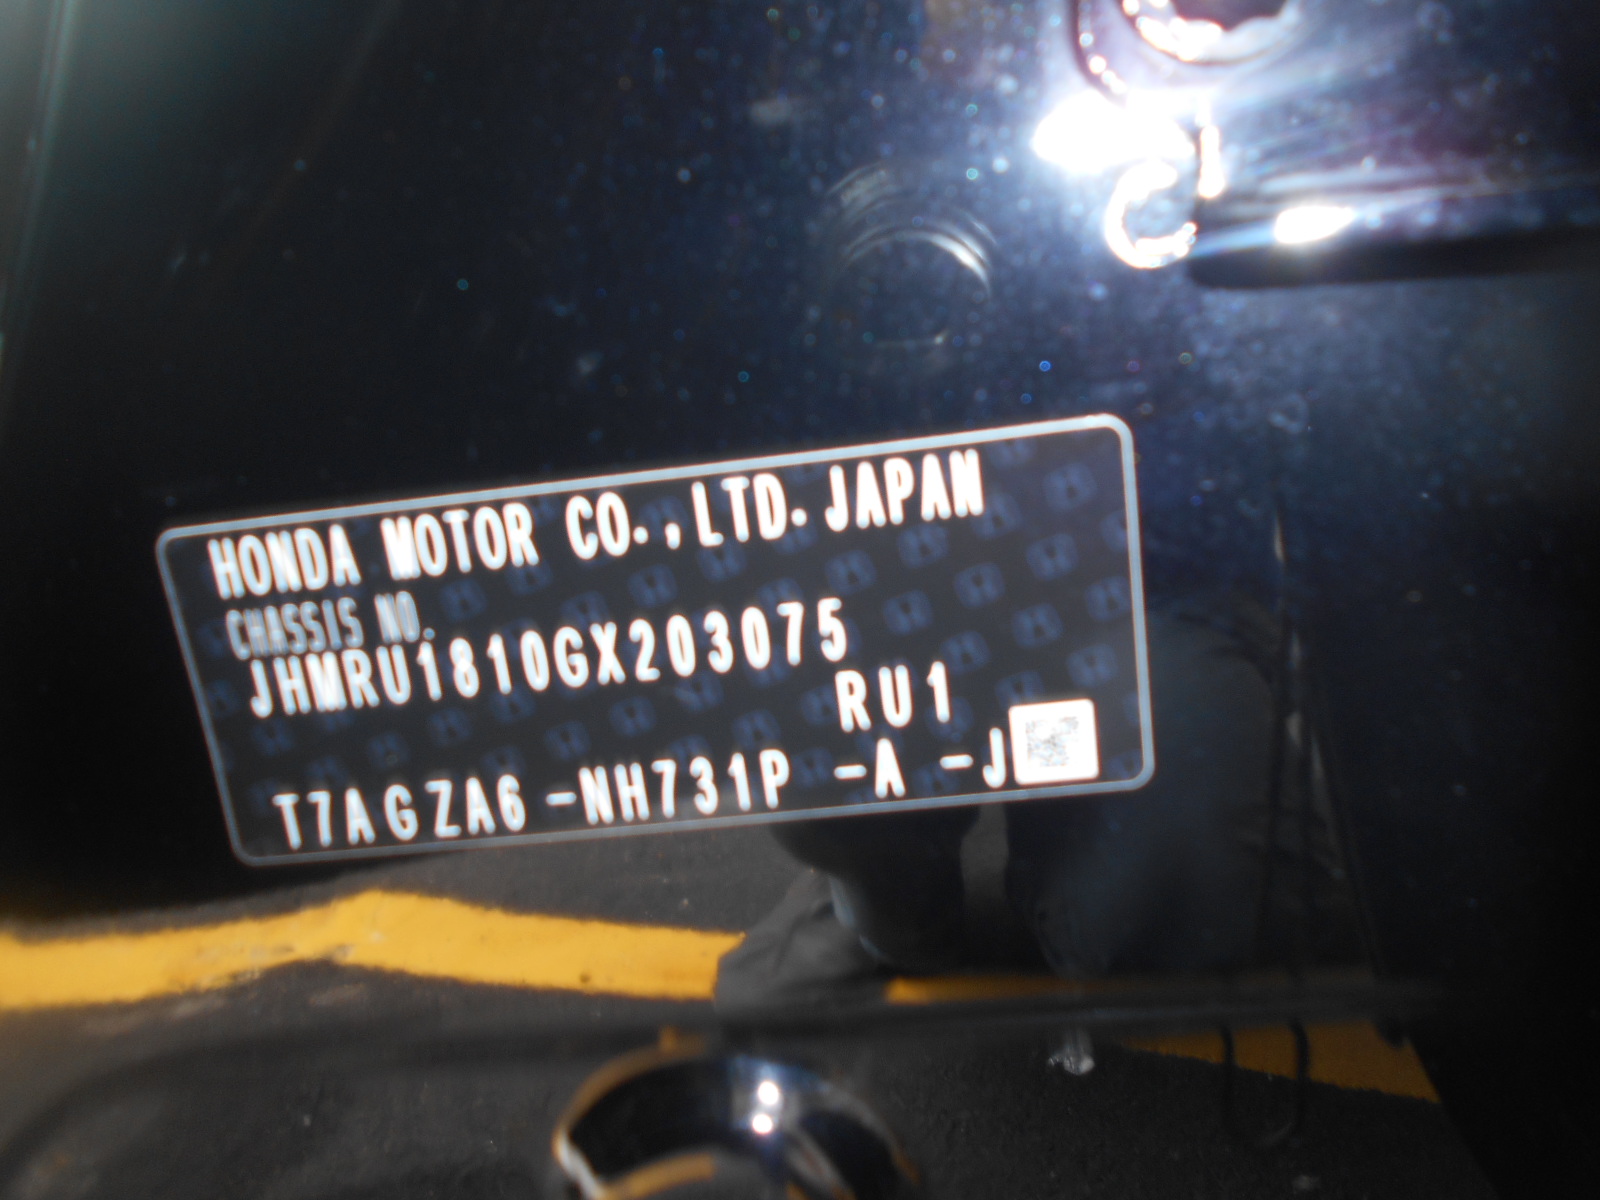 HONDA MOTOR CO.,LTD.JAPAN
CHASSIS NO.
JHMRU1810GX203075
RU1
T7AGZA6 -NH731P -A -J